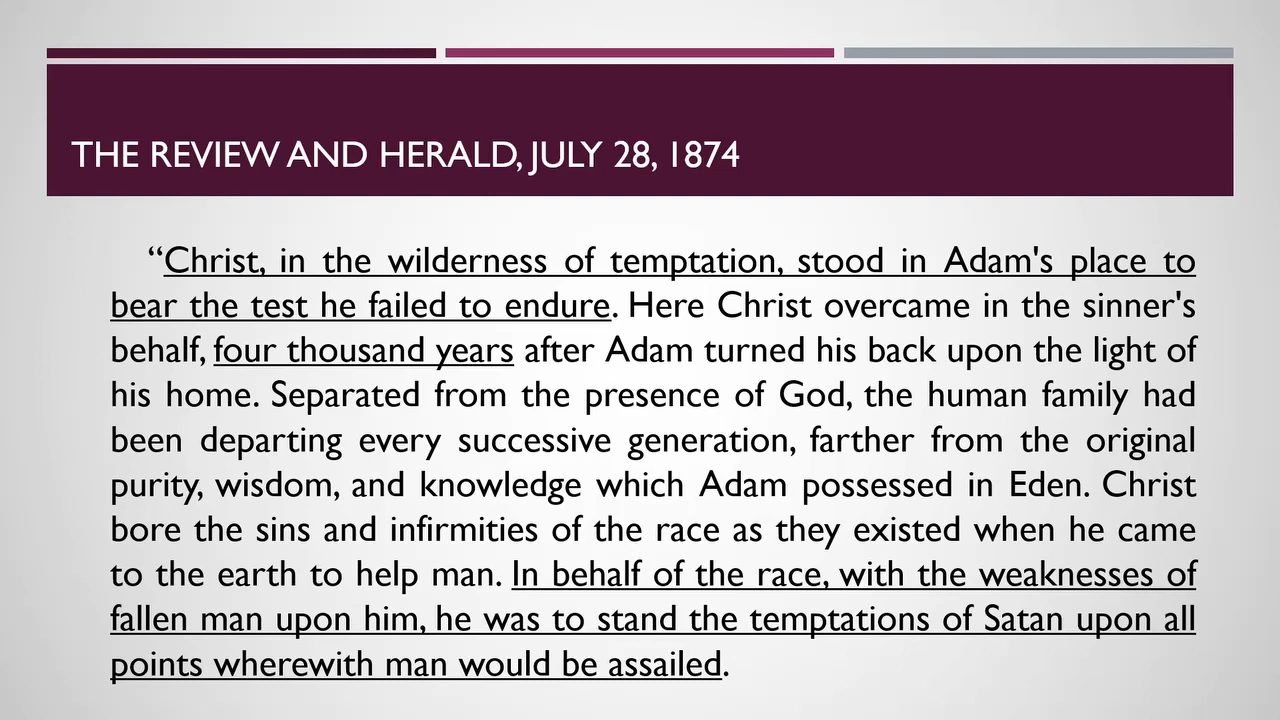 THE REVIEW AND HERALD, JULY 28, 1874
“Christ, in the wilderness of temptation, stood in Adam's place to
bear the test he failed to endure. Here Christ overcame in the sinner's
behalf, four thousand years after Adam turned his back upon the light of
his home. Separated from the presence of God, the human family had
been departing every successive generation, farther from the original
purity, wisdom, and knowledge which Adam possessed in Eden. Christ
bore the sins and infirmities of the race as they existed when he came
to the earth to help man. In behalf of the race, with the weaknesses of
fallen man upon him, he was to stand the temptations of Satan upon all
points wherewith man would be assailed.